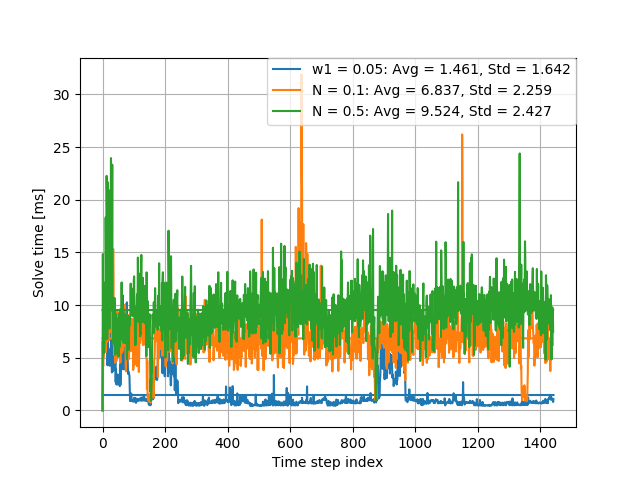 w1 = 0.05: Avg = 1.461, Std = 1.642
N = 0.1: Avg = 6.837, Std = 2.259
N = 0.5: Avg = 9.524, Std = 2.427
30
25
20
15
10
5
0
Solve time [ms]
0 200 400 600 800 1000 1200 1400
Time step index